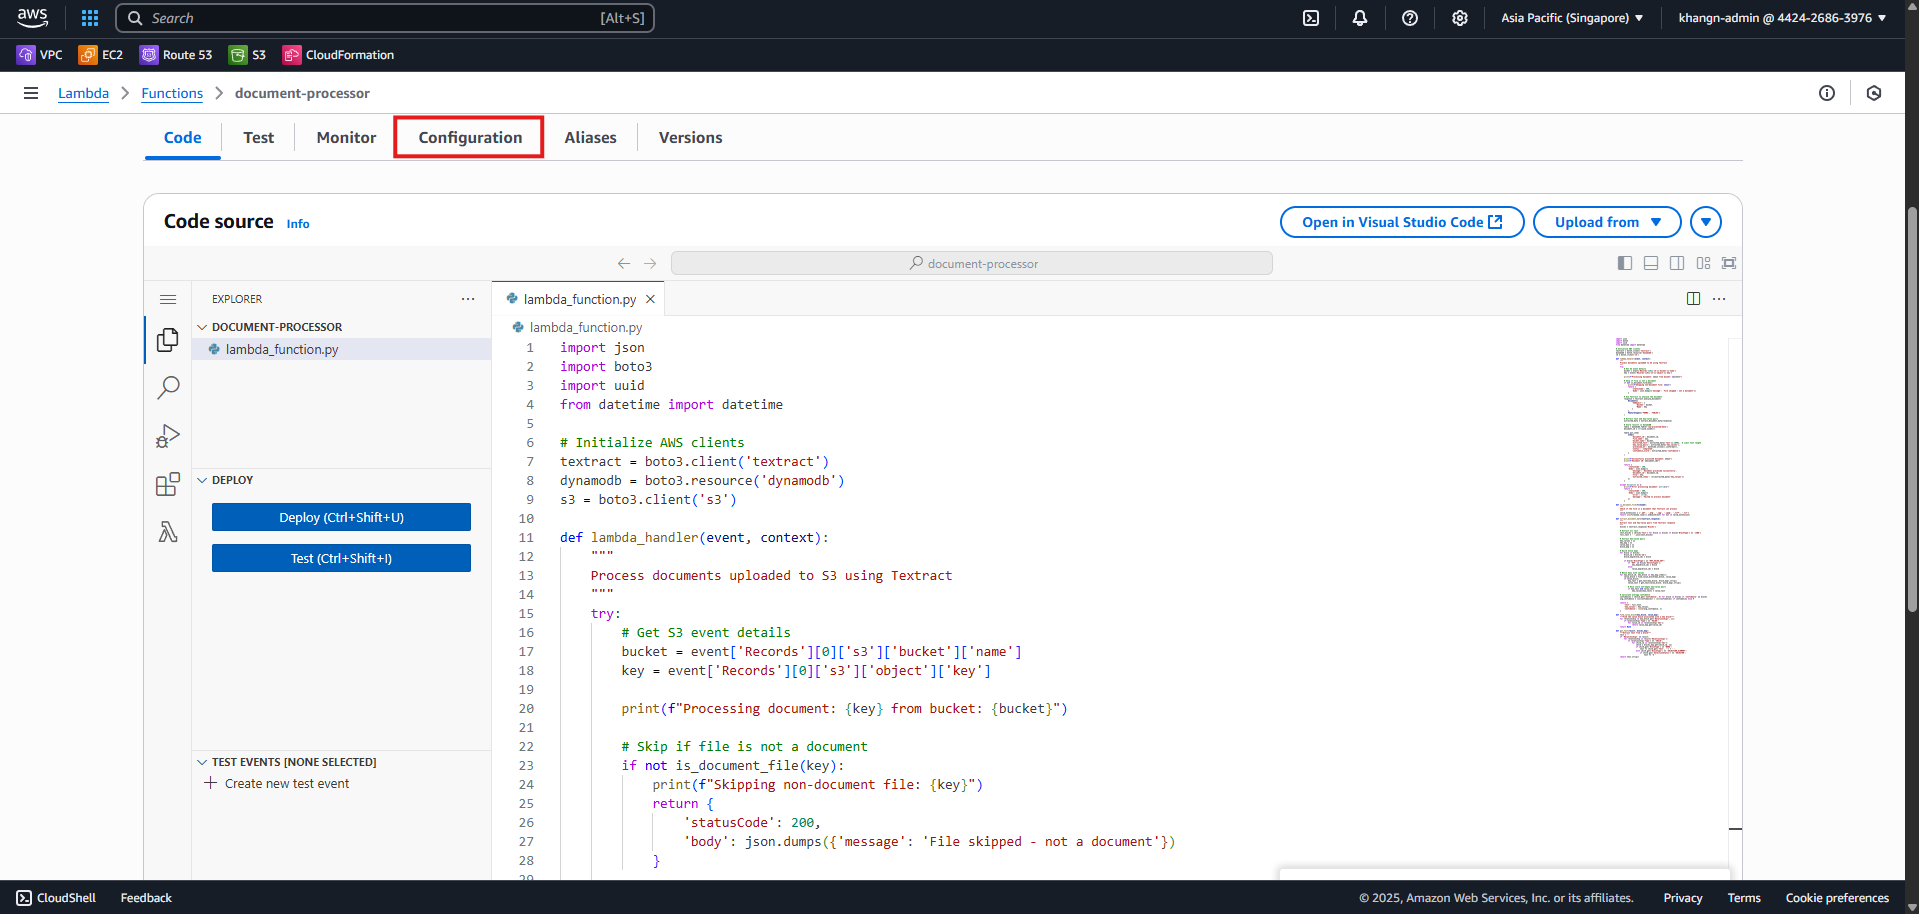 aws
Search [Alt+S]
Asia Pacific (Singapore) ▼
khangn-admin @ 4424-2686-3976 ▼
VPC EC2 Route 53 S3 CloudFormation
Lambda > Functions > document-processor
Code Test Monitor Configuration Aliases Versions
Code source Info
Open in Visual Studio Code
Upload from ▼
document-processor
EXPLORER
DOCUMENT-PROCESSOR
lambda_function.py
DEPLOY
Deploy (Ctrl+Shift+U)
Test (Ctrl+Shift+I)
TEST EVENTS [NONE SELECTED]
Create new test event
lambda_function.py
lambda_function.py
1 import json
2 import boto3
3 import uuid
4 from datetime import datetime
5
6 # Initialize AWS clients
7 textract = boto3.client('textract')
8 dynamodb = boto3.resource('dynamodb')
9 s3 = boto3.client('s3')
10
11 def lambda_handler(event, context):
12 """
13 Process documents uploaded to S3 using Textract
14 """
15 try:
16 # Get S3 event details
17 bucket = event['Records'][0]['s3']['bucket']['name']
18 key = event['Records'][0]['s3']['object']['key']
19
20 print(f"Processing document: {key} from bucket: {bucket}")
21
22 # Skip if file is not a document
23 if not is_document_file(key):
24 print(f"Skipping non-document file: {key}")
25 return {
26 'statusCode': 200,
27 'body': json.dumps({'message': 'File skipped - not a document'})
28 }
29
CloudShell Feedback
© 2025, Amazon Web Services, Inc. or its affiliates. Privacy Terms Cookie preferences